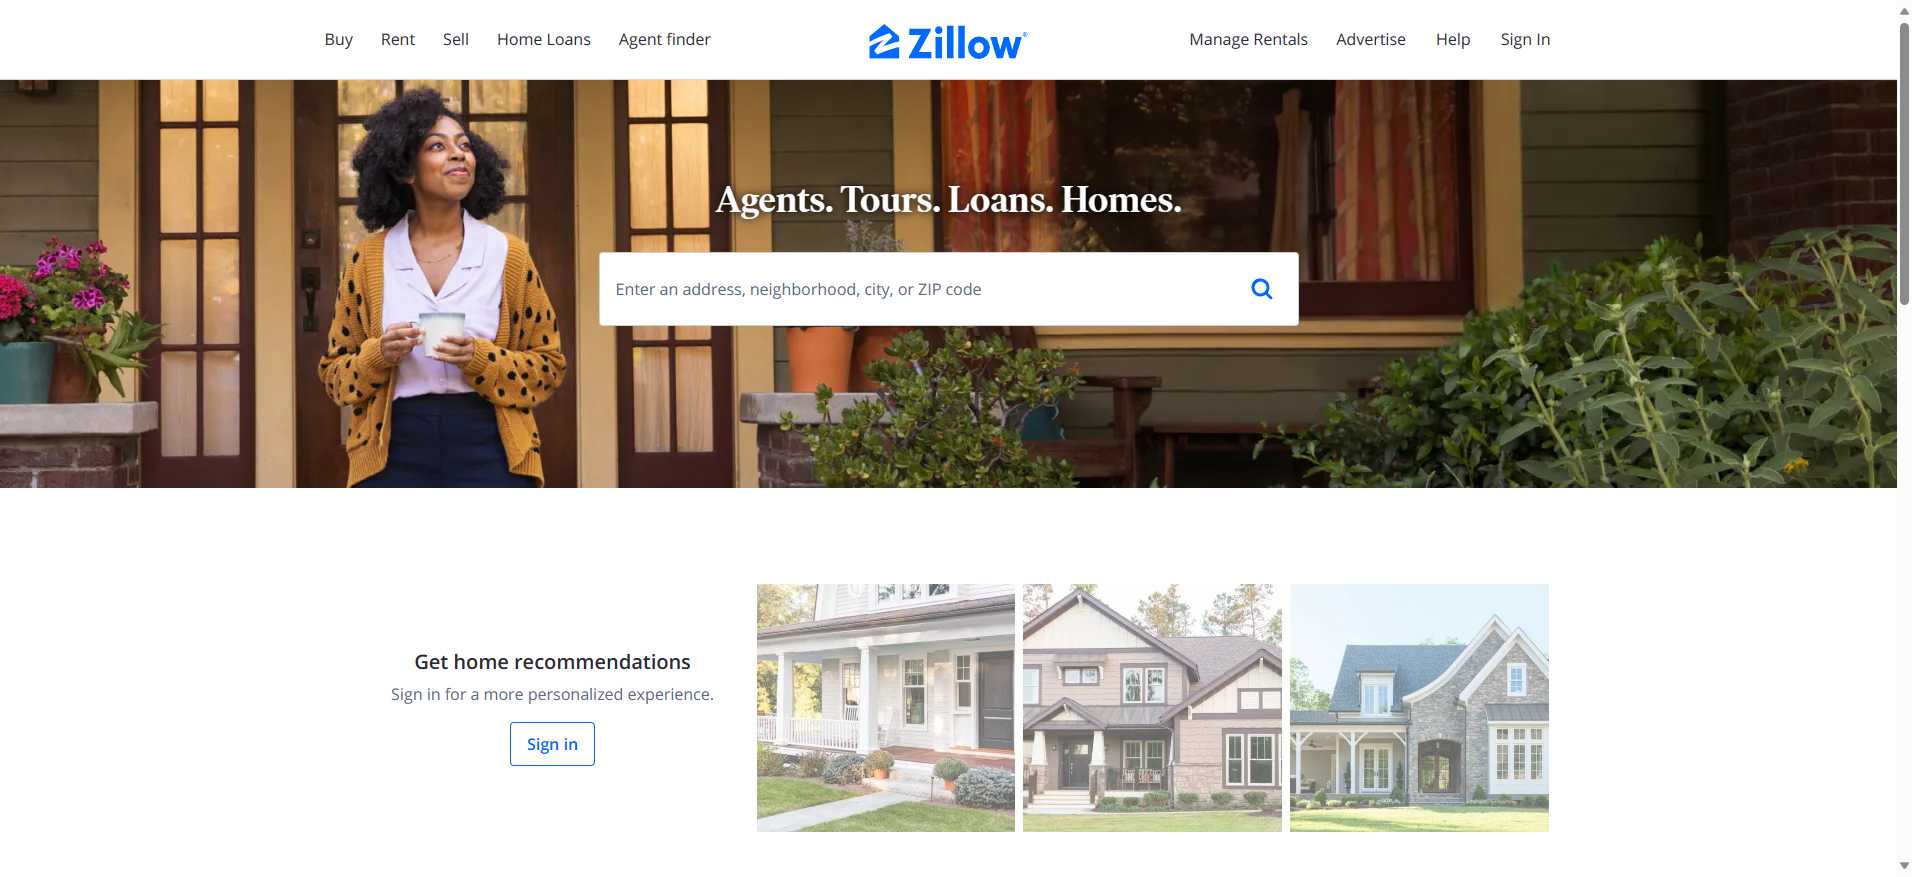 Buy Rent Sell Home Loans Agent finder Zillow® Manage Rentals Advertise Help Sign In
Agents. Tours. Loans. Homes.
Enter an address, neighborhood, city, or ZIP code
Get home recommendations
Sign in for a more personalized experience.
Sign in